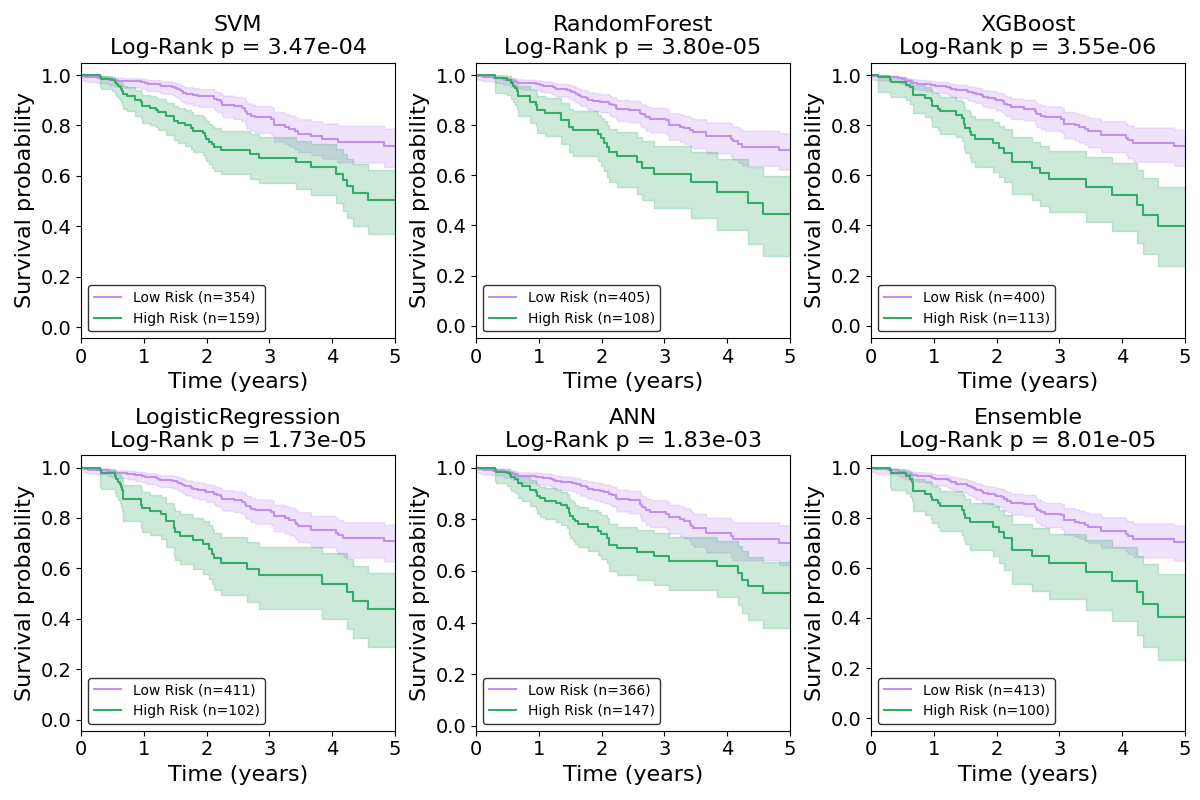 SVM
Log-Rank p = 3.47e-04
Survival probability
1.0
0.8
0.6
0.4
0.2
0.0
Low Risk (n=354)
High Risk (n=159)
0 1 2 3 4 5
Time (years)
RandomForest
Log-Rank p = 3.80e-05
Survival probability
1.0
0.8
0.6
0.4
0.2
0.0
Low Risk (n=405)
High Risk (n=108)
0 1 2 3 4 5
Time (years)
XGBoost
Log-Rank p = 3.55e-06
Survival probability
1.0
0.8
0.6
0.4
0.2
0.0
Low Risk (n=400)
High Risk (n=113)
0 1 2 3 4 5
Time (years)
LogisticRegression
Log-Rank p = 1.73e-05
Survival probability
1.0
0.8
0.6
0.4
0.2
0.0
Low Risk (n=411)
High Risk (n=102)
0 1 2 3 4 5
Time (years)
ANN
Log-Rank p = 1.83e-03
Survival probability
1.0
0.8
0.6
0.4
0.2
0.0
Low Risk (n=366)
High Risk (n=147)
0 1 2 3 4 5
Time (years)
Ensemble
Log-Rank p = 8.01e-05
Survival probability
1.0
0.8
0.6
0.4
0.2
0.0
Low Risk (n=413)
High Risk (n=100)
0 1 2 3 4 5
Time (years)